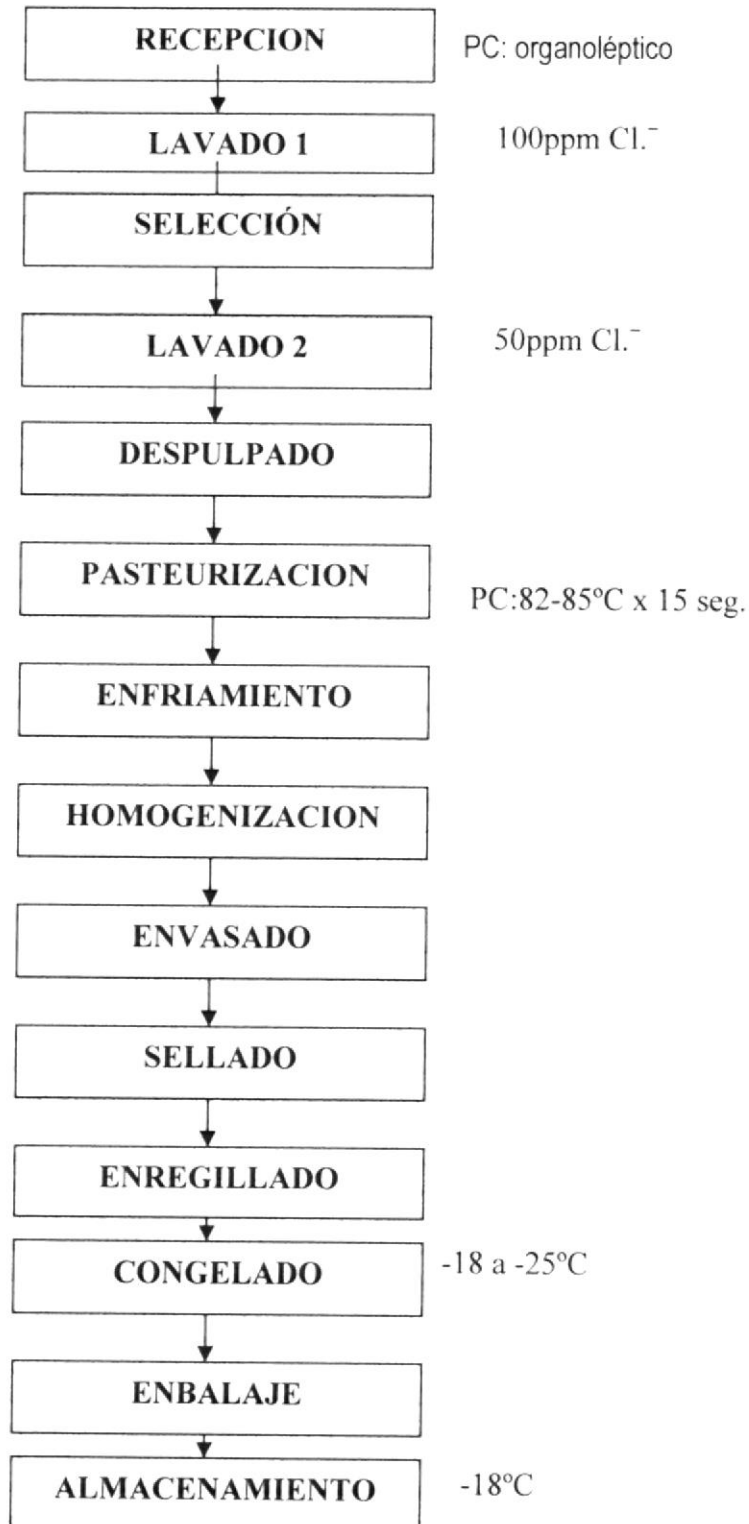 RECEPCION
PC: organoléptico
LAVADO 1
100ppm Cl.⁻
SELECCIÓN
LAVADO 2
50ppm Cl.⁻
DESPULPADO
PASTEURIZACION
PC:82-85ºC x 15 seg.
ENFRIAMIENTO
HOMOGENIZACION
ENVASADO
SELLADO
ENREGILLADO
CONGELADO
-18 a -25ºC
ENBALAJE
ALMACENAMIENTO
-18ºC